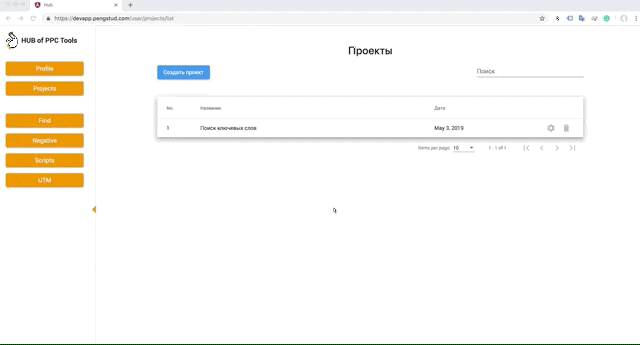 Hub
https://devapp.pengstud.com/user/projects/list
HUB of PPC Tools
Profile
Projects
Find
Negative
Scripts
UTM
Проекты
Создать проект
Поиск
No. Название Дата
1 Поиск ключевых слов May 3, 2019
Items per page: 10 1 - 1 of 1